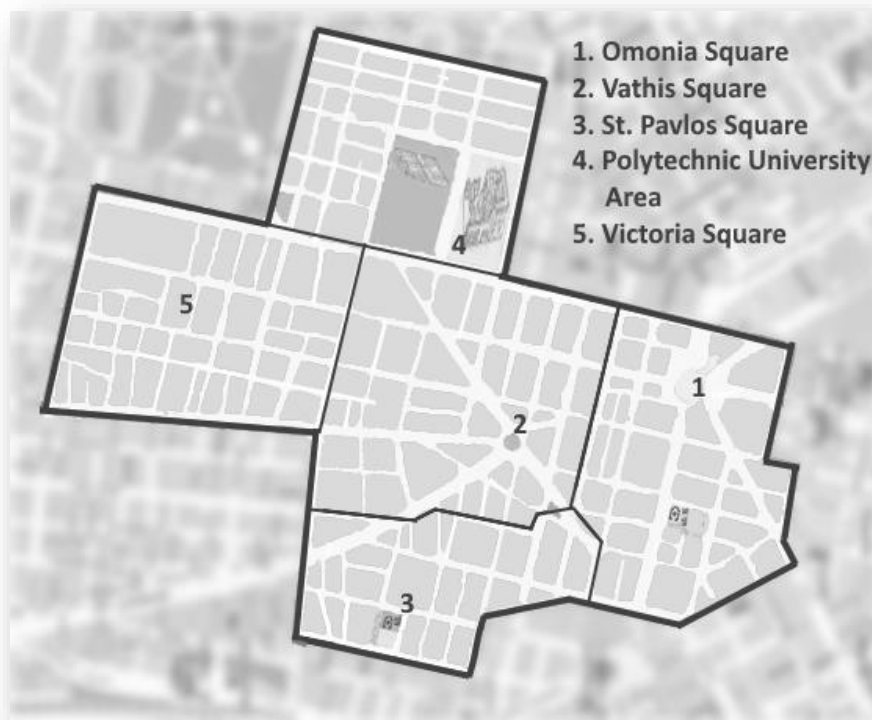 1. Omonia Square
2. Vathis Square
3. St. Pavlos Square
4. Polytechnic University
Area
5. Victoria Square
4
5
1
2
3